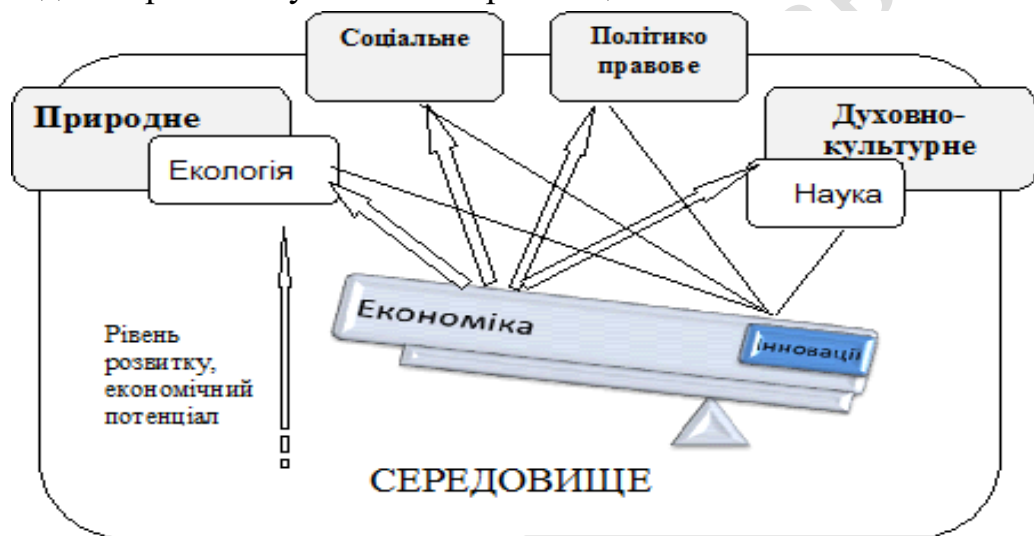 Соціальне
Політико
правове
Природне
Екологія
Духовно-
культурне
Наука
Економіка
інновації
Рівень
розвитку,
економічний
потенціал
СЕРЕДОВИЩЕ